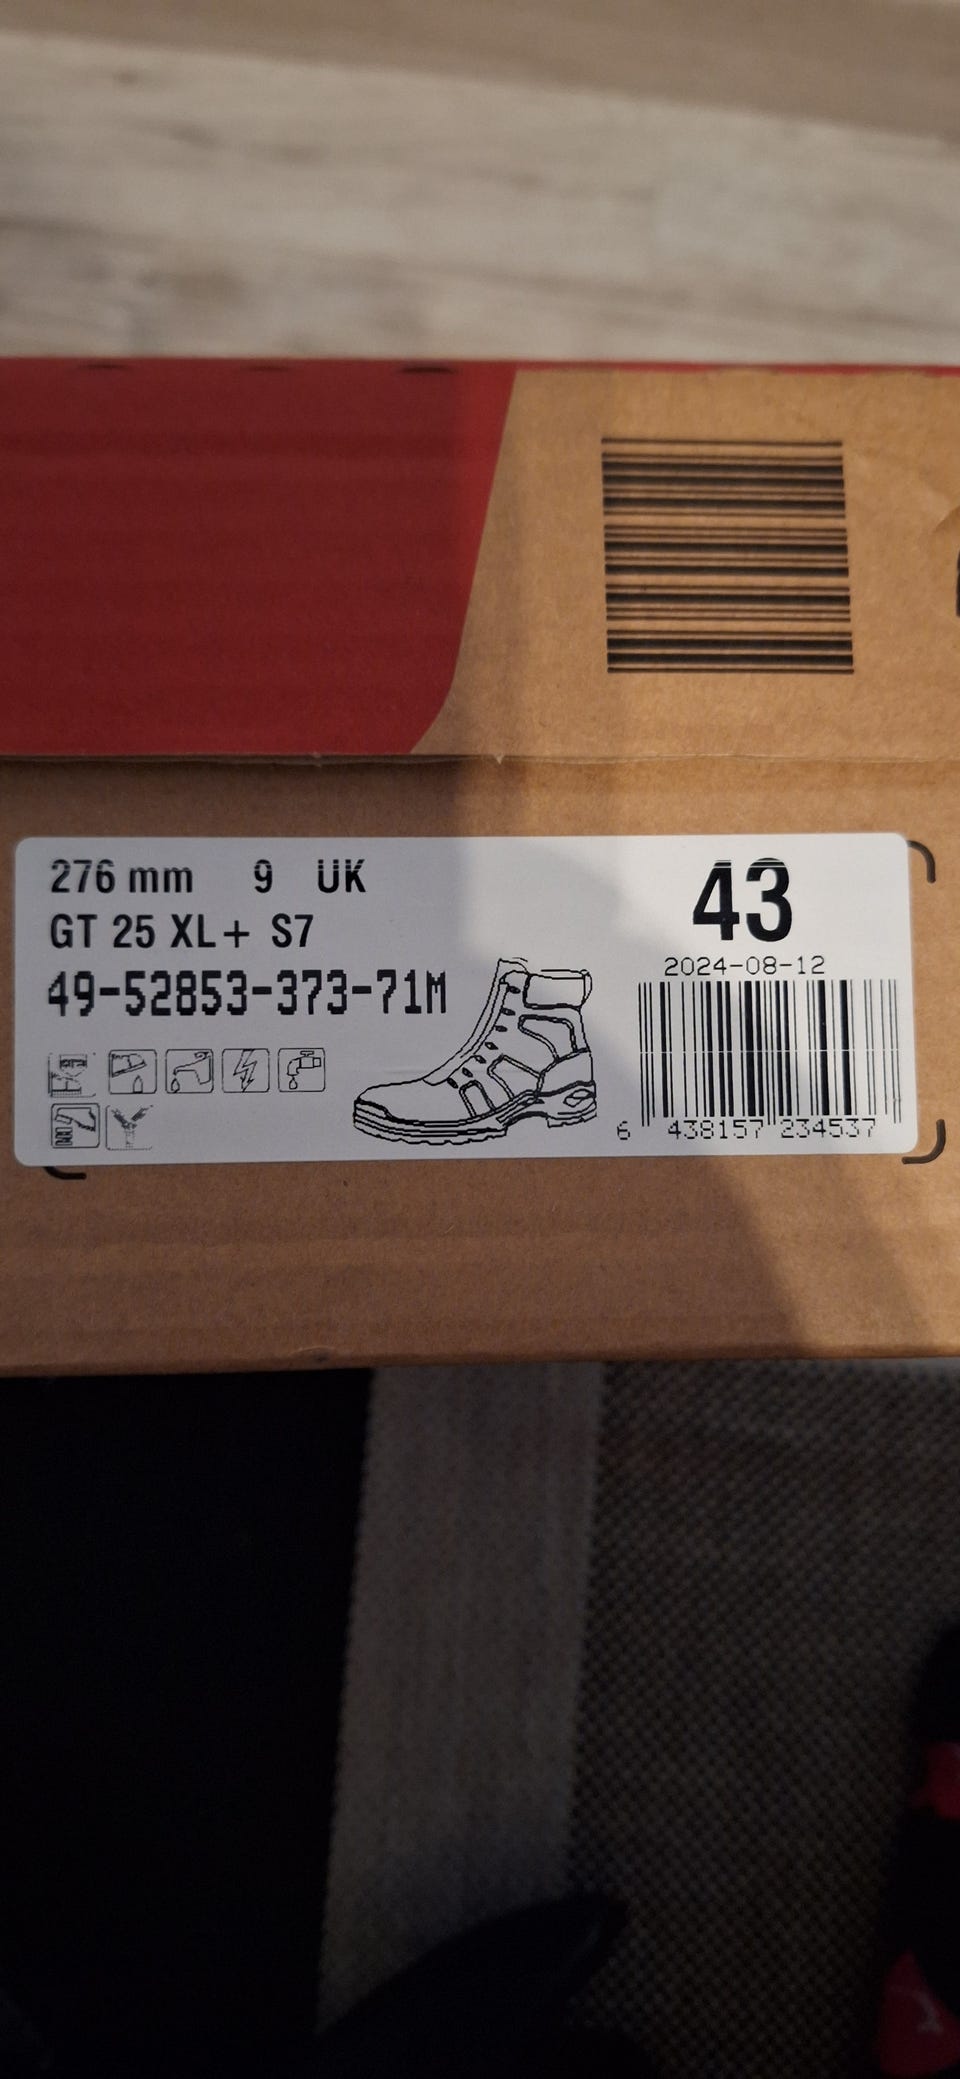 276 mm 9 UK
GT 25 XL+ S7
49-52853-373-71M
43
2024-08-12
6 438157 234537